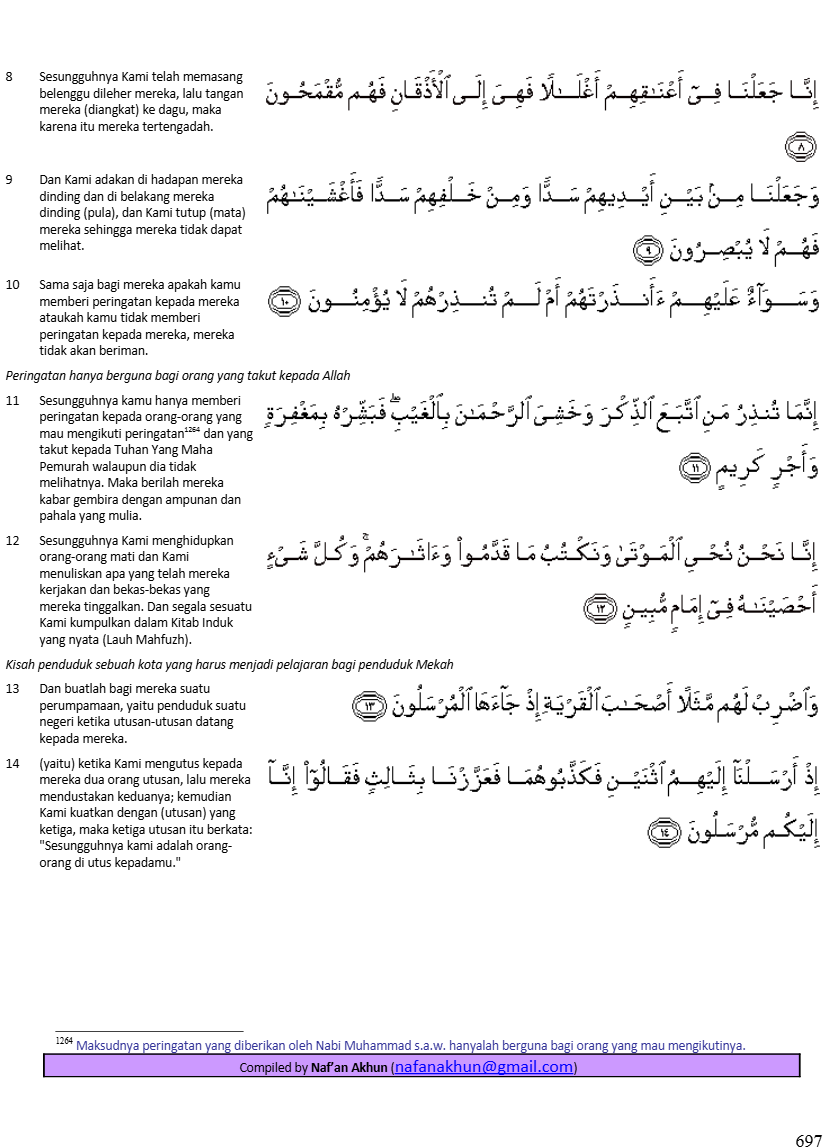 8 Sesungguhnya Kami telah memasang
belenggu dileher mereka, lalu tangan
mereka (diangkat) ke dagu, maka
karena itu mereka tertengadah.
إِنَّا جَعَلْنَا فِىٓ أَعْنَـٰقِهِمْ أَغْلَـٰلًا فَهِىَ إِلَى ٱلْأَذْقَانِ فَهُم مُّقْمَحُونَ
٨
9 Dan Kami adakan di hadapan mereka
dinding dan di belakang mereka
dinding (pula), dan Kami tutup (mata)
mereka sehingga mereka tidak dapat
melihat.
وَجَعَلْنَا مِنۢ بَيْنِ أَيْدِيهِمْ سَدًّا وَمِنْ خَلْفِهِمْ سَدًّا فَأَغْشَيْنَـٰهُمْ
فَهُمْ لَا يُبْصِرُونَ ٩
10 Sama saja bagi mereka apakah kamu
memberi peringatan kepada mereka
ataukah kamu tidak memberi
peringatan kepada mereka, mereka
tidak akan beriman.
وَسَوَآءٌ عَلَيْهِمْ ءَأَنذَرْتَهُمْ أَمْ لَمْ تُنذِرْهُمْ لَا يُؤْمِنُونَ ١٠
Peringatan hanya berguna bagi orang yang takut kepada Allah
11 Sesungguhnya kamu hanya memberi
peringatan kepada orang-orang yang
mau mengikuti peringatan1264 dan yang
takut kepada Tuhan Yang Maha
Pemurah walaupun dia tidak
melihatnya. Maka berilah mereka
kabar gembira dengan ampunan dan
pahala yang mulia.
إِنَّمَا تُنذِرُ مَنِ ٱتَّبَعَ ٱلذِّكْرَ وَخَشِىَ ٱلرَّحْمَـٰنَ بِٱلْغَيْبِ ۖ فَبَشِّرْهُ بِمَغْفِرَةٍ
وَأَجْرٍ كَرِيمٍ ١١
12 Sesungguhnya Kami menghidupkan
orang-orang mati dan Kami
menuliskan apa yang telah mereka
kerjakan dan bekas-bekas yang
mereka tinggalkan. Dan segala sesuatu
Kami kumpulkan dalam Kitab Induk
yang nyata (Lauh Mahfuzh).
إِنَّا نَحْنُ نُحْىِ ٱلْمَوْتَىٰ وَنَكْتُبُ مَا قَدَّمُوا۟ وَءَاثَـٰرَهُمْ ۚ وَكُلَّ شَىْءٍ
أَحْصَيْنَـٰهُ فِىٓ إِمَامٍ مُّبِينٍ ١٢
Kisah penduduk sebuah kota yang harus menjadi pelajaran bagi penduduk Mekah
13 Dan buatlah bagi mereka suatu
perumpamaan, yaitu penduduk suatu
negeri ketika utusan-utusan datang
kepada mereka.
وَٱضْرِبْ لَهُم مَّثَلًا أَصْحَـٰبَ ٱلْقَرْيَةِ إِذْ جَآءَهَا ٱلْمُرْسَلُونَ ١٣
14 (yaitu) ketika Kami mengutus kepada
mereka dua orang utusan, lalu mereka
mendustakan keduanya; kemudian
Kami kuatkan dengan (utusan) yang
ketiga, maka ketiga utusan itu berkata:
"Sesungguhnya kami adalah orang-
orang di utus kepadamu."
إِذْ أَرْسَلْنَآ إِلَيْهِمُ ٱثْنَيْنِ فَكَذَّبُوهُمَا فَعَزَّزْنَا بِثَالِثٍ فَقَالُوٓا۟ إِنَّآ
إِلَيْكُم مُّرْسَلُونَ ١٤
1264 Maksudnya peringatan yang diberikan oleh Nabi Muhammad s.a.w. hanyalah berguna bagi orang yang mau mengikutinya.
Compiled by Naf'an Akhun (nafanakhun@gmail.com)
697